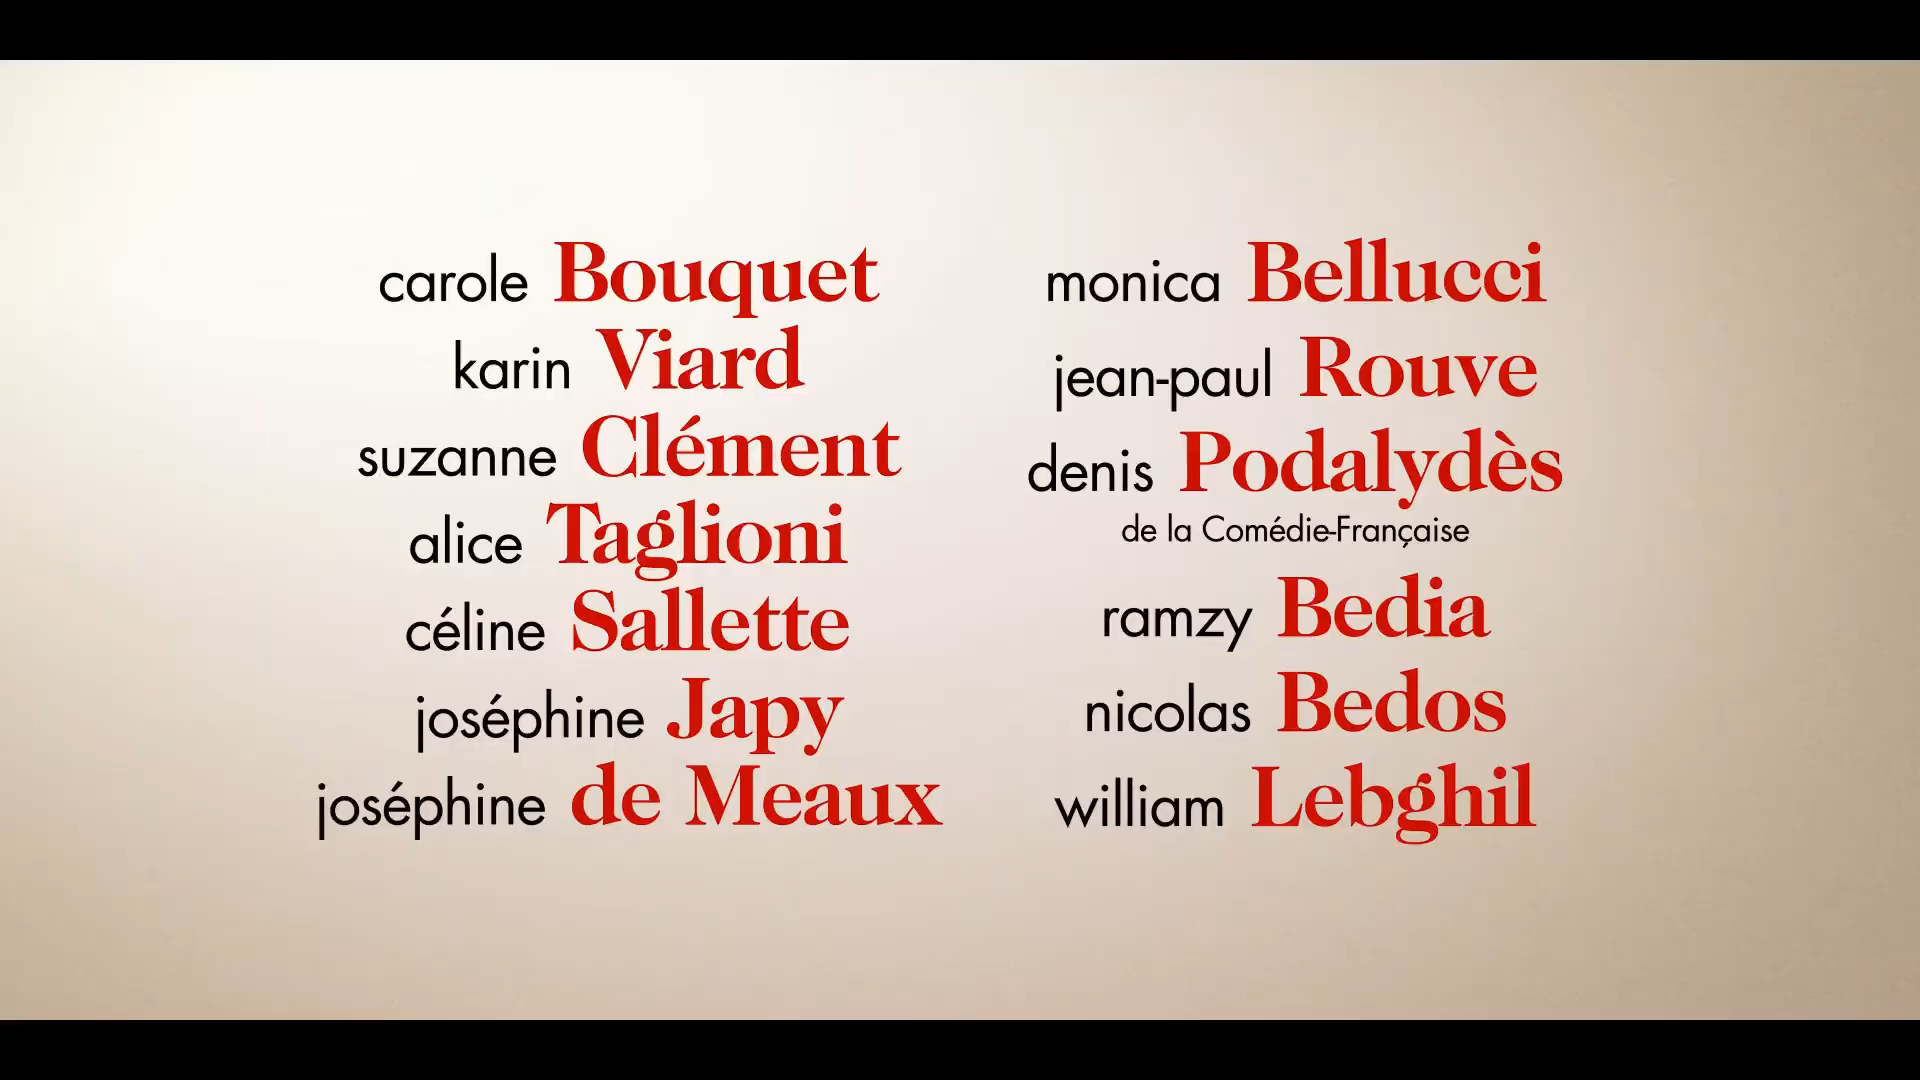 carole Bouquet
karin Viard
suzanne Clément
alice Taglioni
céline Sallette
joséphine Japy
joséphine de Meaux
monica Bellucci
jean-paul Rouve
denis Podalydès
de la Comédie-Française
ramzy Bedia
nicolas Bedos
william Lebghil